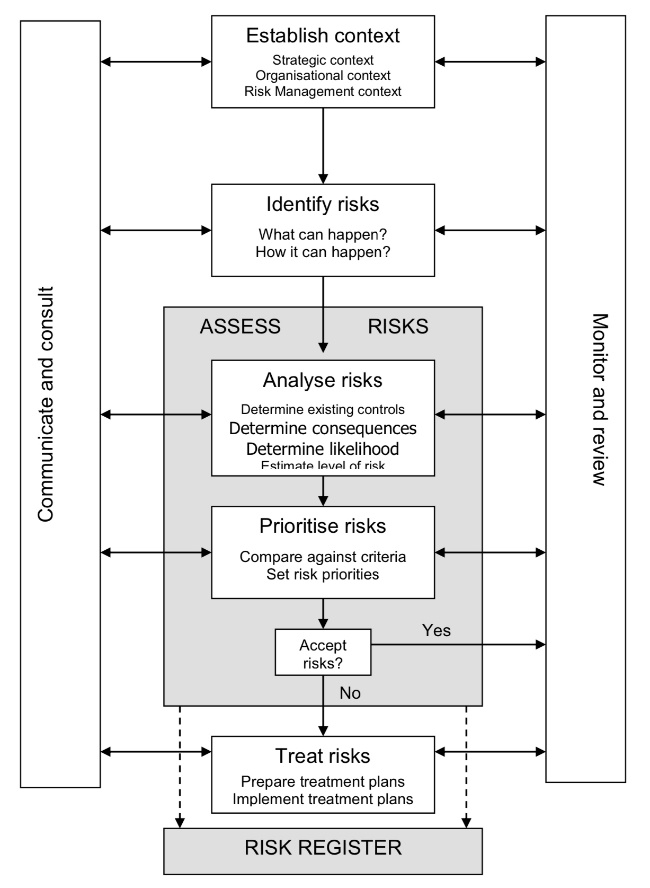 Establish context
Strategic context
Organisational context
Risk Management context
Identify risks
What can happen?
How it can happen?
Communicate and consult
Monitor and review
ASSESS RISKS
Analyse risks
Determine existing controls
Determine consequences
Determine likelihood
Estimate level of risk
Prioritise risks
Compare against criteria
Set risk priorities
Accept
risks?
Yes
No
Treat risks
Prepare treatment plans
Implement treatment plans
RISK REGISTER